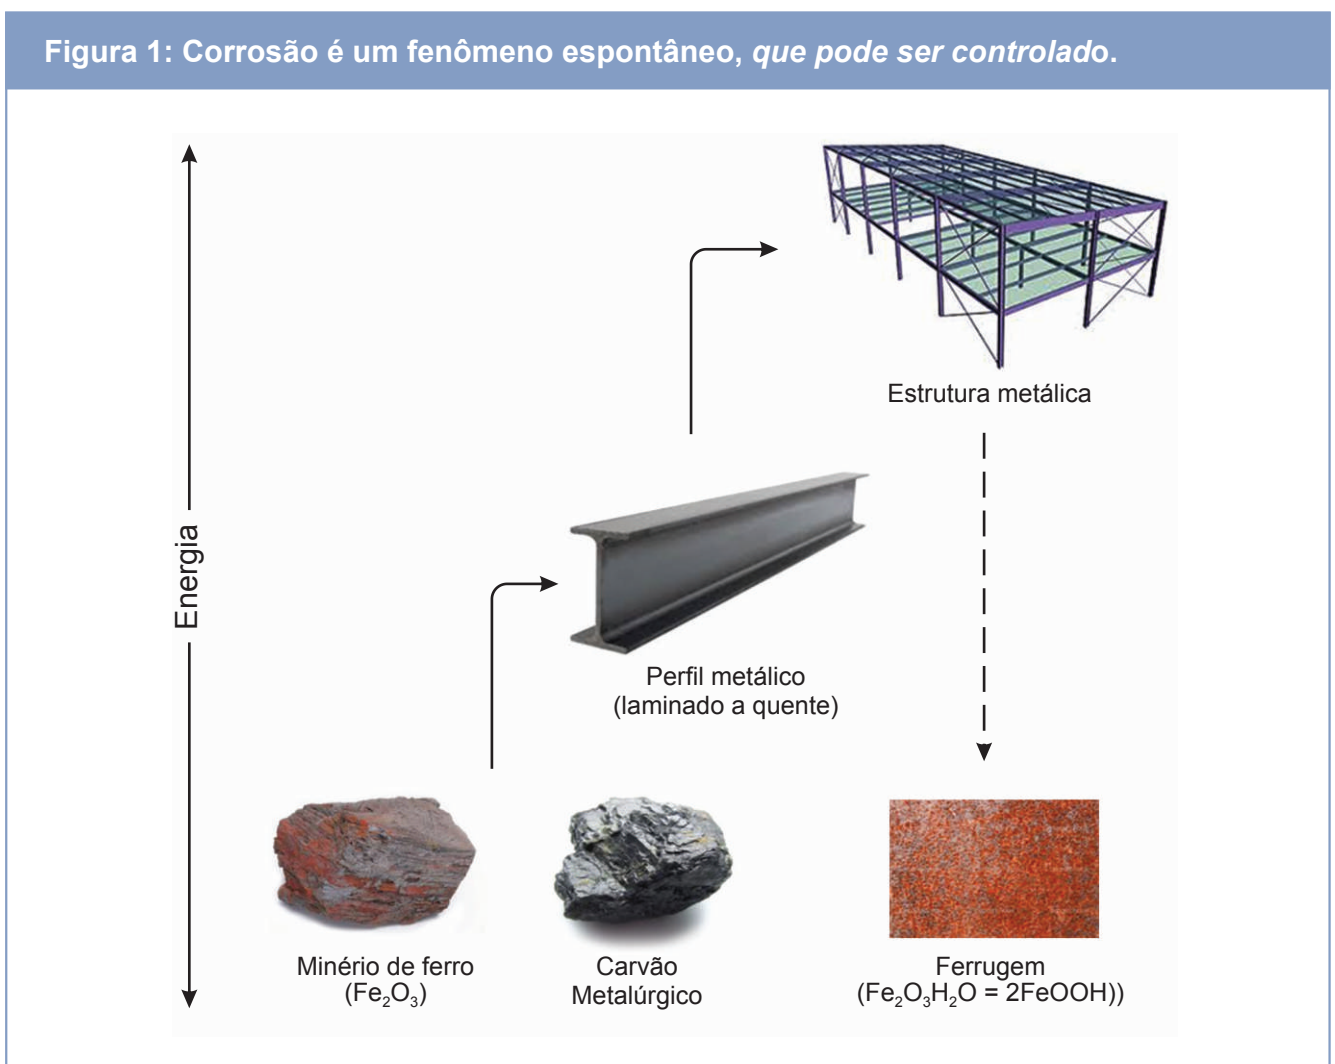 Figura 1: Corrosão é um fenômeno espontâneo, que pode ser controlado.
Energia
Estrutura metálica
Perfil metálico
(laminado a quente)
Minério de ferro
(Fe₂O₃)
Carvão
Metalúrgico
Ferrugem
(Fe₂O₃H₂O = 2FeOOH))